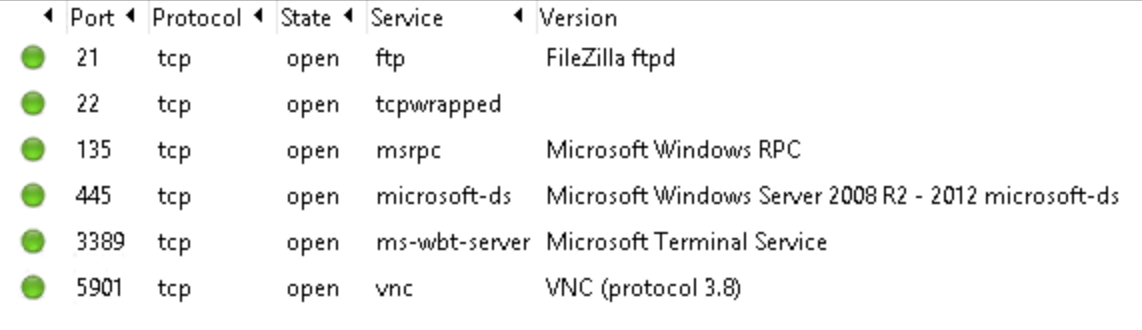 Port Protocol State Service Version
21 tcp open ftp FileZilla ftpd
22 tcp open tcpwrapped
135 tcp open msrpc Microsoft Windows RPC
445 tcp open microsoft-ds Microsoft Windows Server 2008 R2 - 2012 microsoft-ds
3389 tcp open ms-wbt-server Microsoft Terminal Service
5901 tcp open vnc VNC (protocol 3.8)